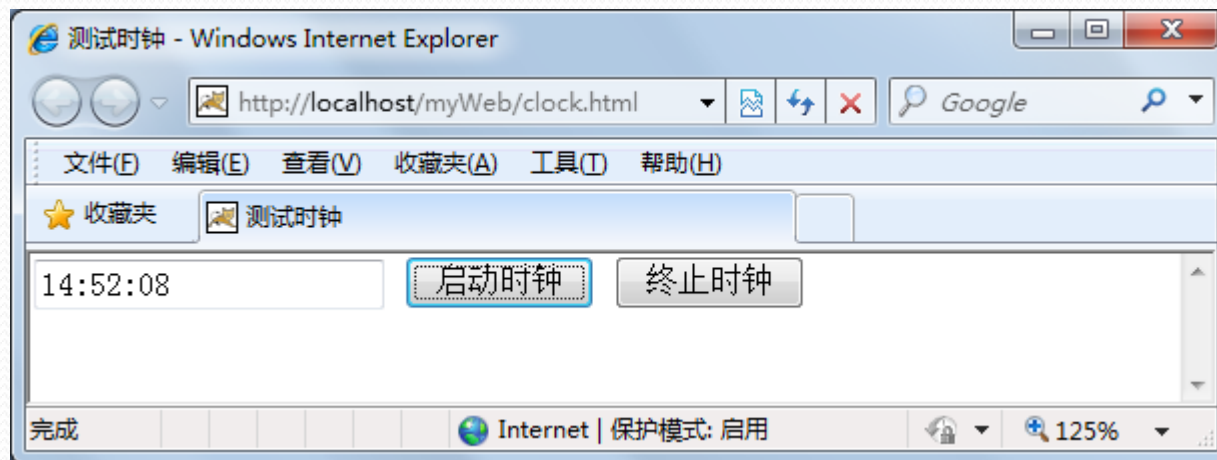 测试时钟 - Windows Internet Explorer
http://localhost/myWeb/clock.html Google
文件(F) 编辑(E) 查看(V) 收藏夹(A) 工具(T) 帮助(H)
收藏夹 测试时钟
14:52:08 启动时钟 终止时钟
完成 Internet | 保护模式: 启用 125%